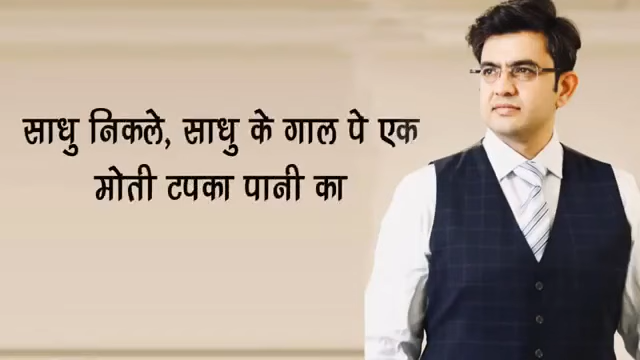 साधु निकले, साधु के गाल पे एक
मोती टपका पानी का